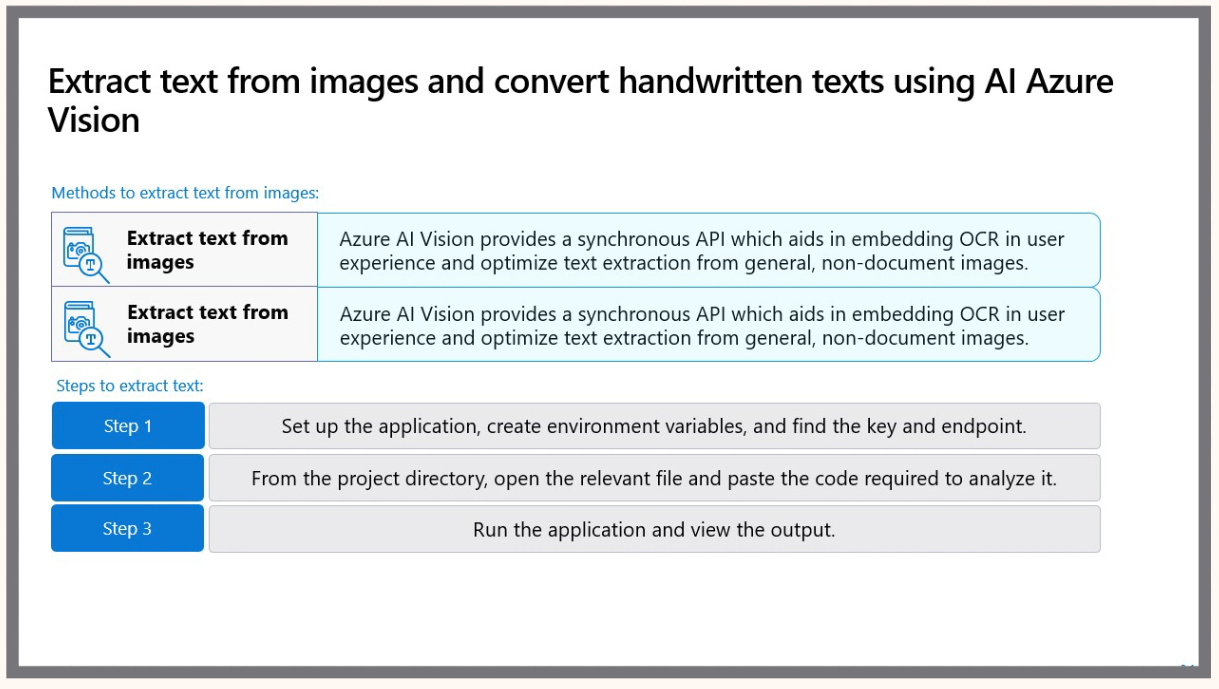 Extract text from images and convert handwritten texts using AI Azure
Vision
Methods to extract text from images:
Extract text from
images
Azure AI Vision provides a synchronous API which aids in embedding OCR in user
experience and optimize text extraction from general, non-document images.
Extract text from
images
Azure AI Vision provides a synchronous API which aids in embedding OCR in user
experience and optimize text extraction from general, non-document images.
Steps to extract text:
Step 1
Set up the application, create environment variables, and find the key and endpoint.
Step 2
From the project directory, open the relevant file and paste the code required to analyze it.
Step 3
Run the application and view the output.